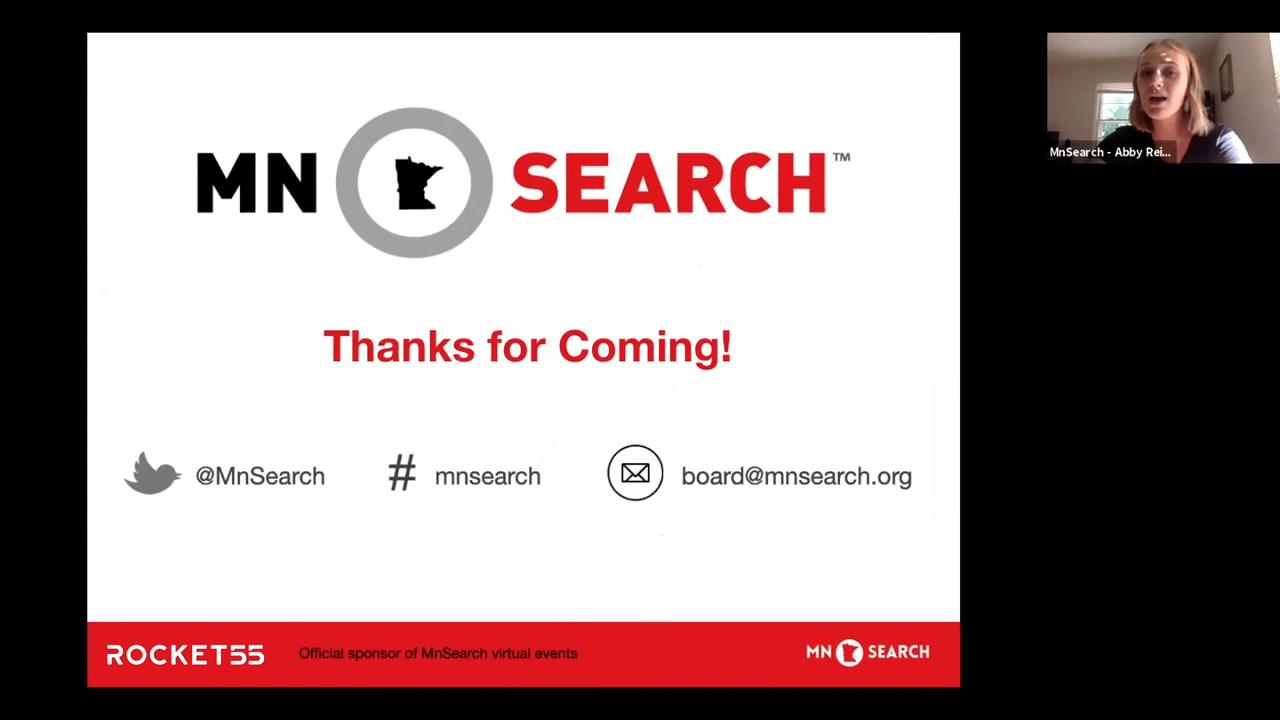 MN SEARCH™
MnSearch - Abby Rei...
Thanks for Coming!
@MnSearch
# mnsearch
board@mnsearch.org
ROCKET55
Official sponsor of MnSearch virtual events
MN SEARCH